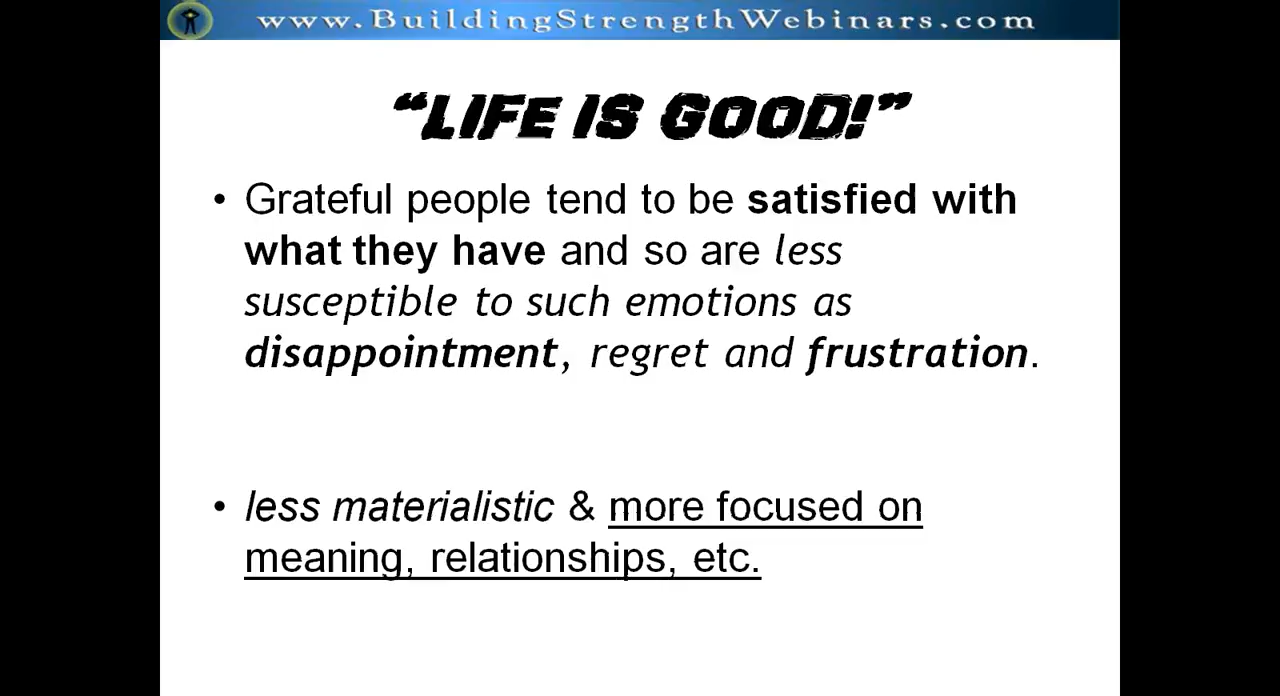 www.BuildingStrengthWebinars.com
“LIFE IS GOOD!”
• Grateful people tend to be satisfied with
what they have and so are less
susceptible to such emotions as
disappointment, regret and frustration.
• less materialistic & more focused on
meaning, relationships, etc.